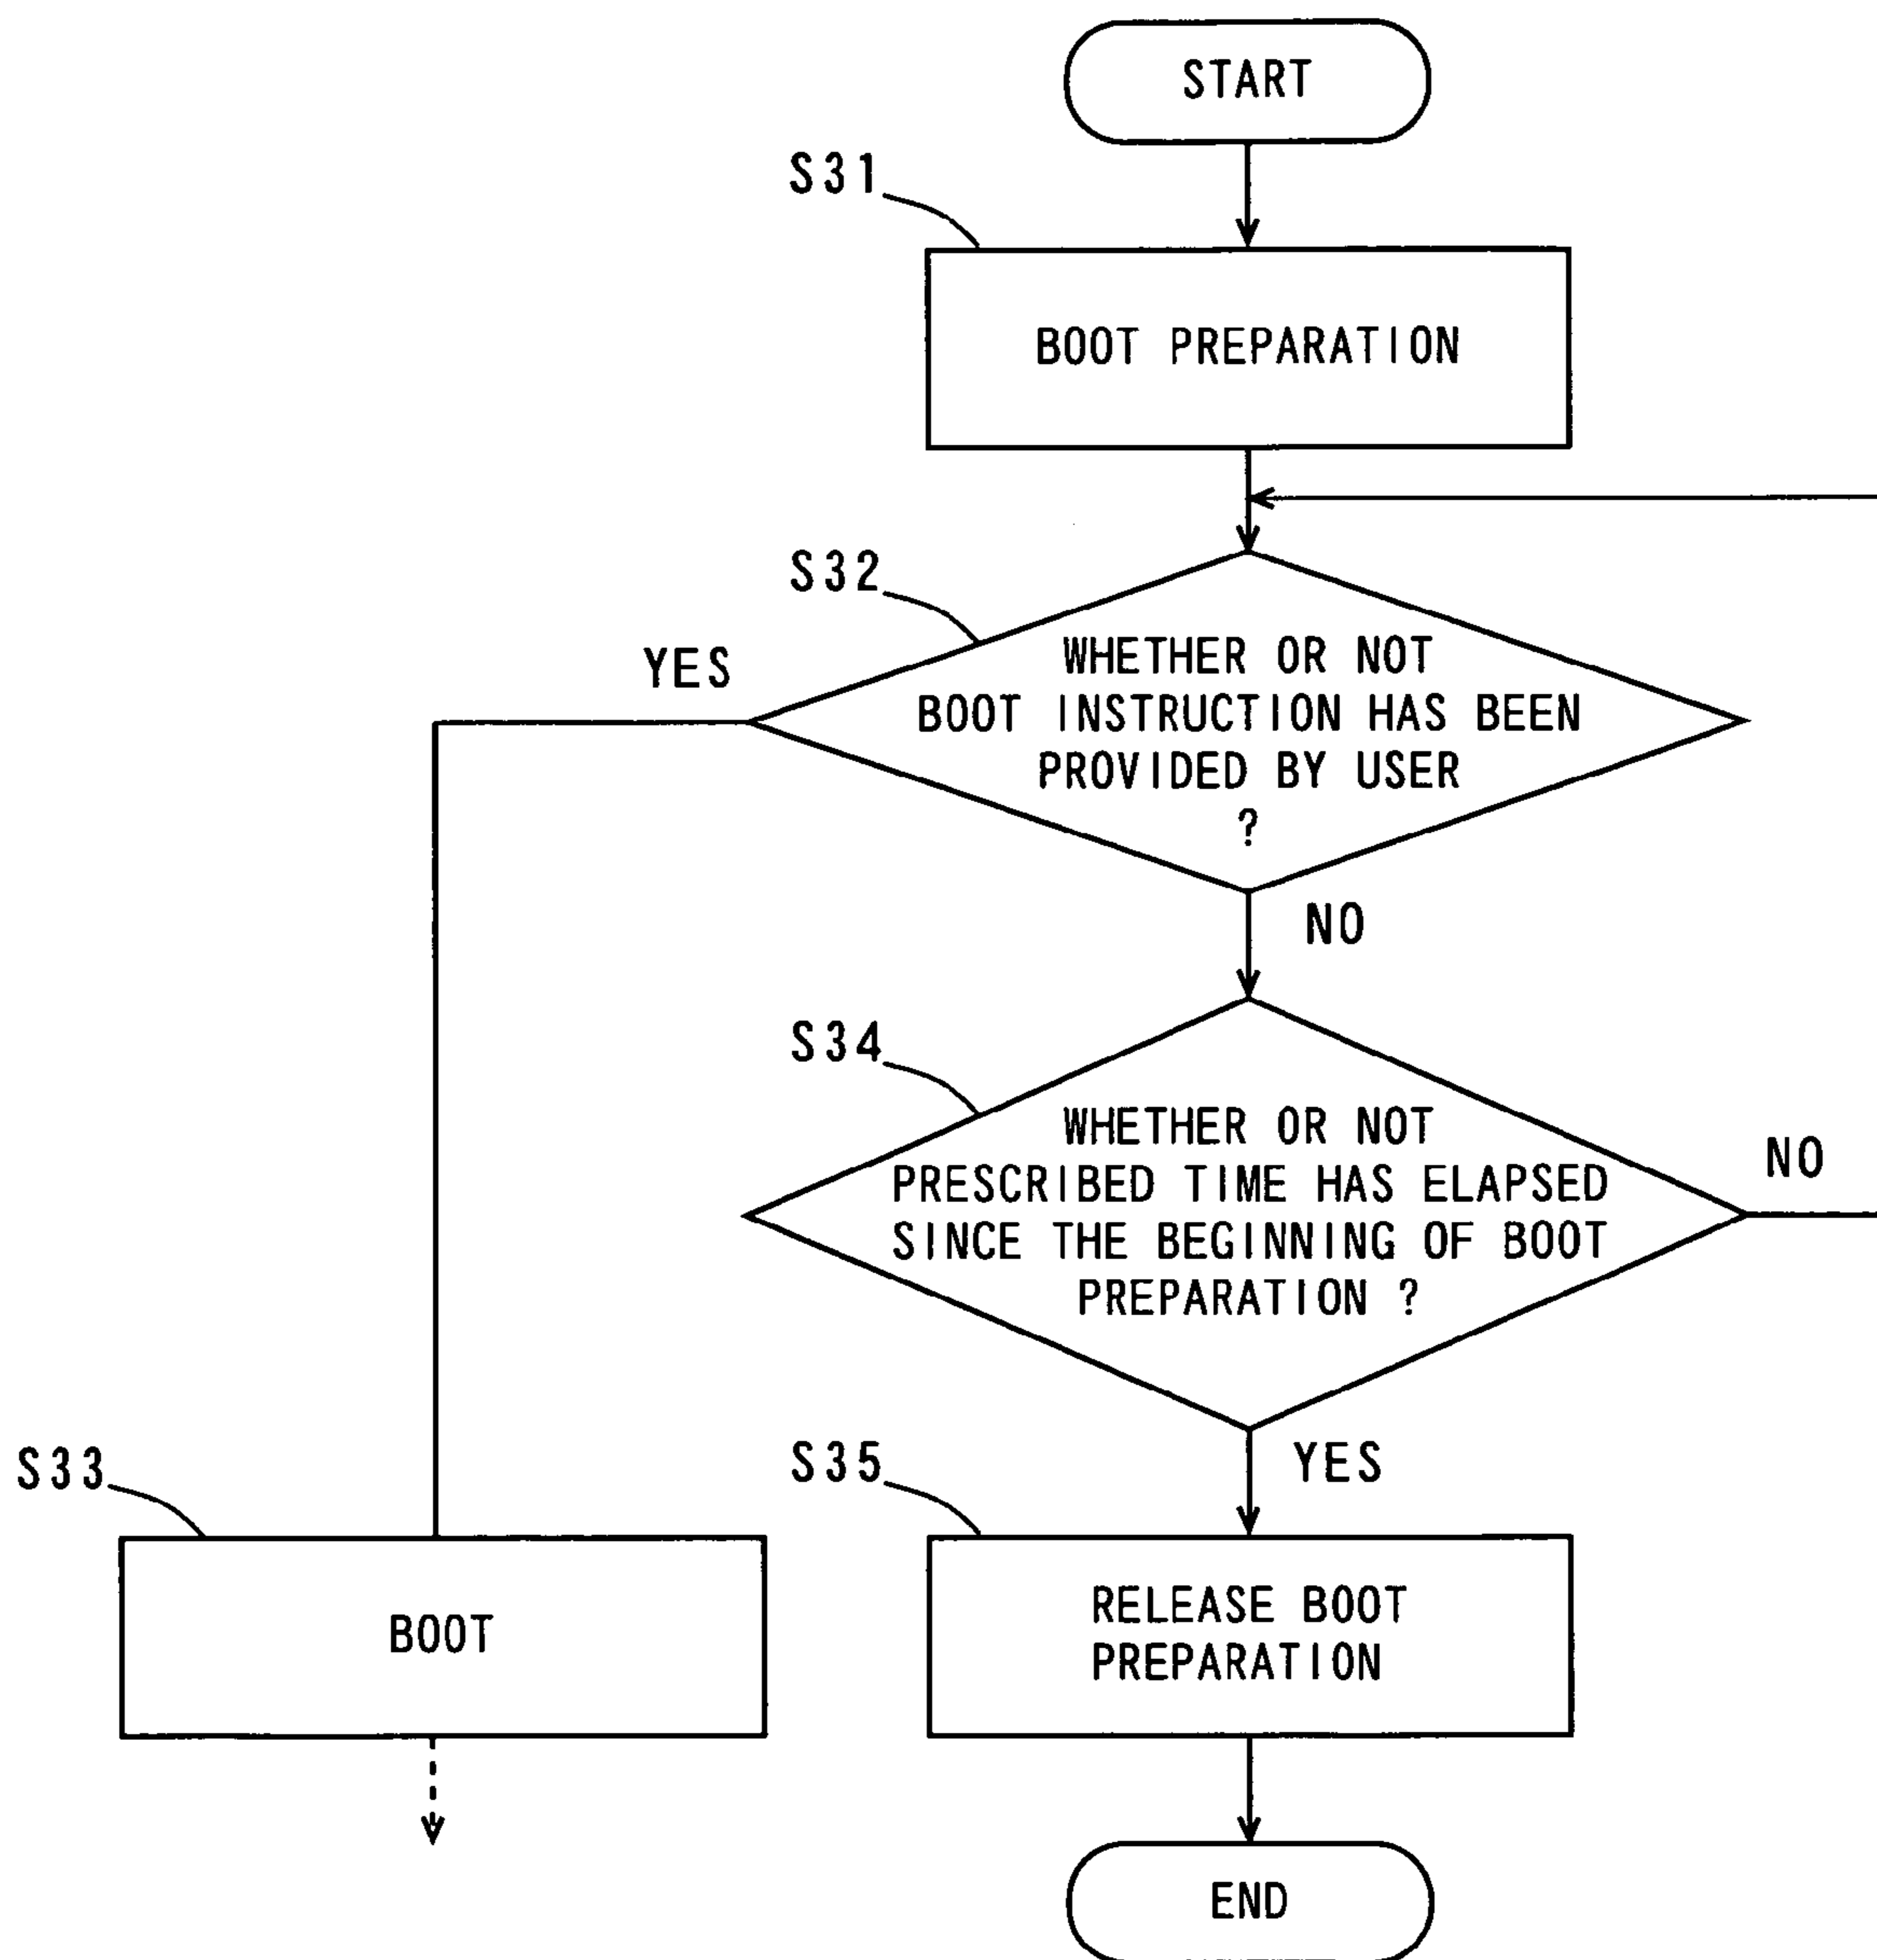 START
S31
BOOT PREPARATION
S32
YES
WHETHER OR NOT
BOOT INSTRUCTION HAS BEEN
PROVIDED BY USER
?
NO
S34
WHETHER OR NOT
PRESCRIBED TIME HAS ELAPSED
SINCE THE BEGINNING OF BOOT
PREPARATION ?
NO
YES
S33
BOOT
S35
RELEASE BOOT
PREPARATION
END